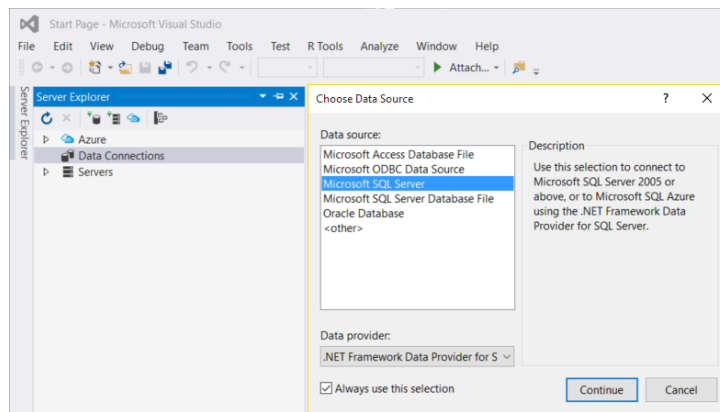 Start Page - Microsoft Visual Studio
File Edit View Debug Team Tools Test R Tools Analyze Window Help
Attach...
Server Explorer
Server Explorer
Azure
Data Connections
Servers
Choose Data Source ? X
Data source:
Microsoft Access Database File
Microsoft ODBC Data Source
Microsoft SQL Server
Microsoft SQL Server Database File
Oracle Database
<other>
Description
Use this selection to connect to
Microsoft SQL Server 2005 or
above, or to Microsoft SQL Azure
using the .NET Framework Data
Provider for SQL Server.
Data provider:
.NET Framework Data Provider for S
Always use this selection
Continue Cancel